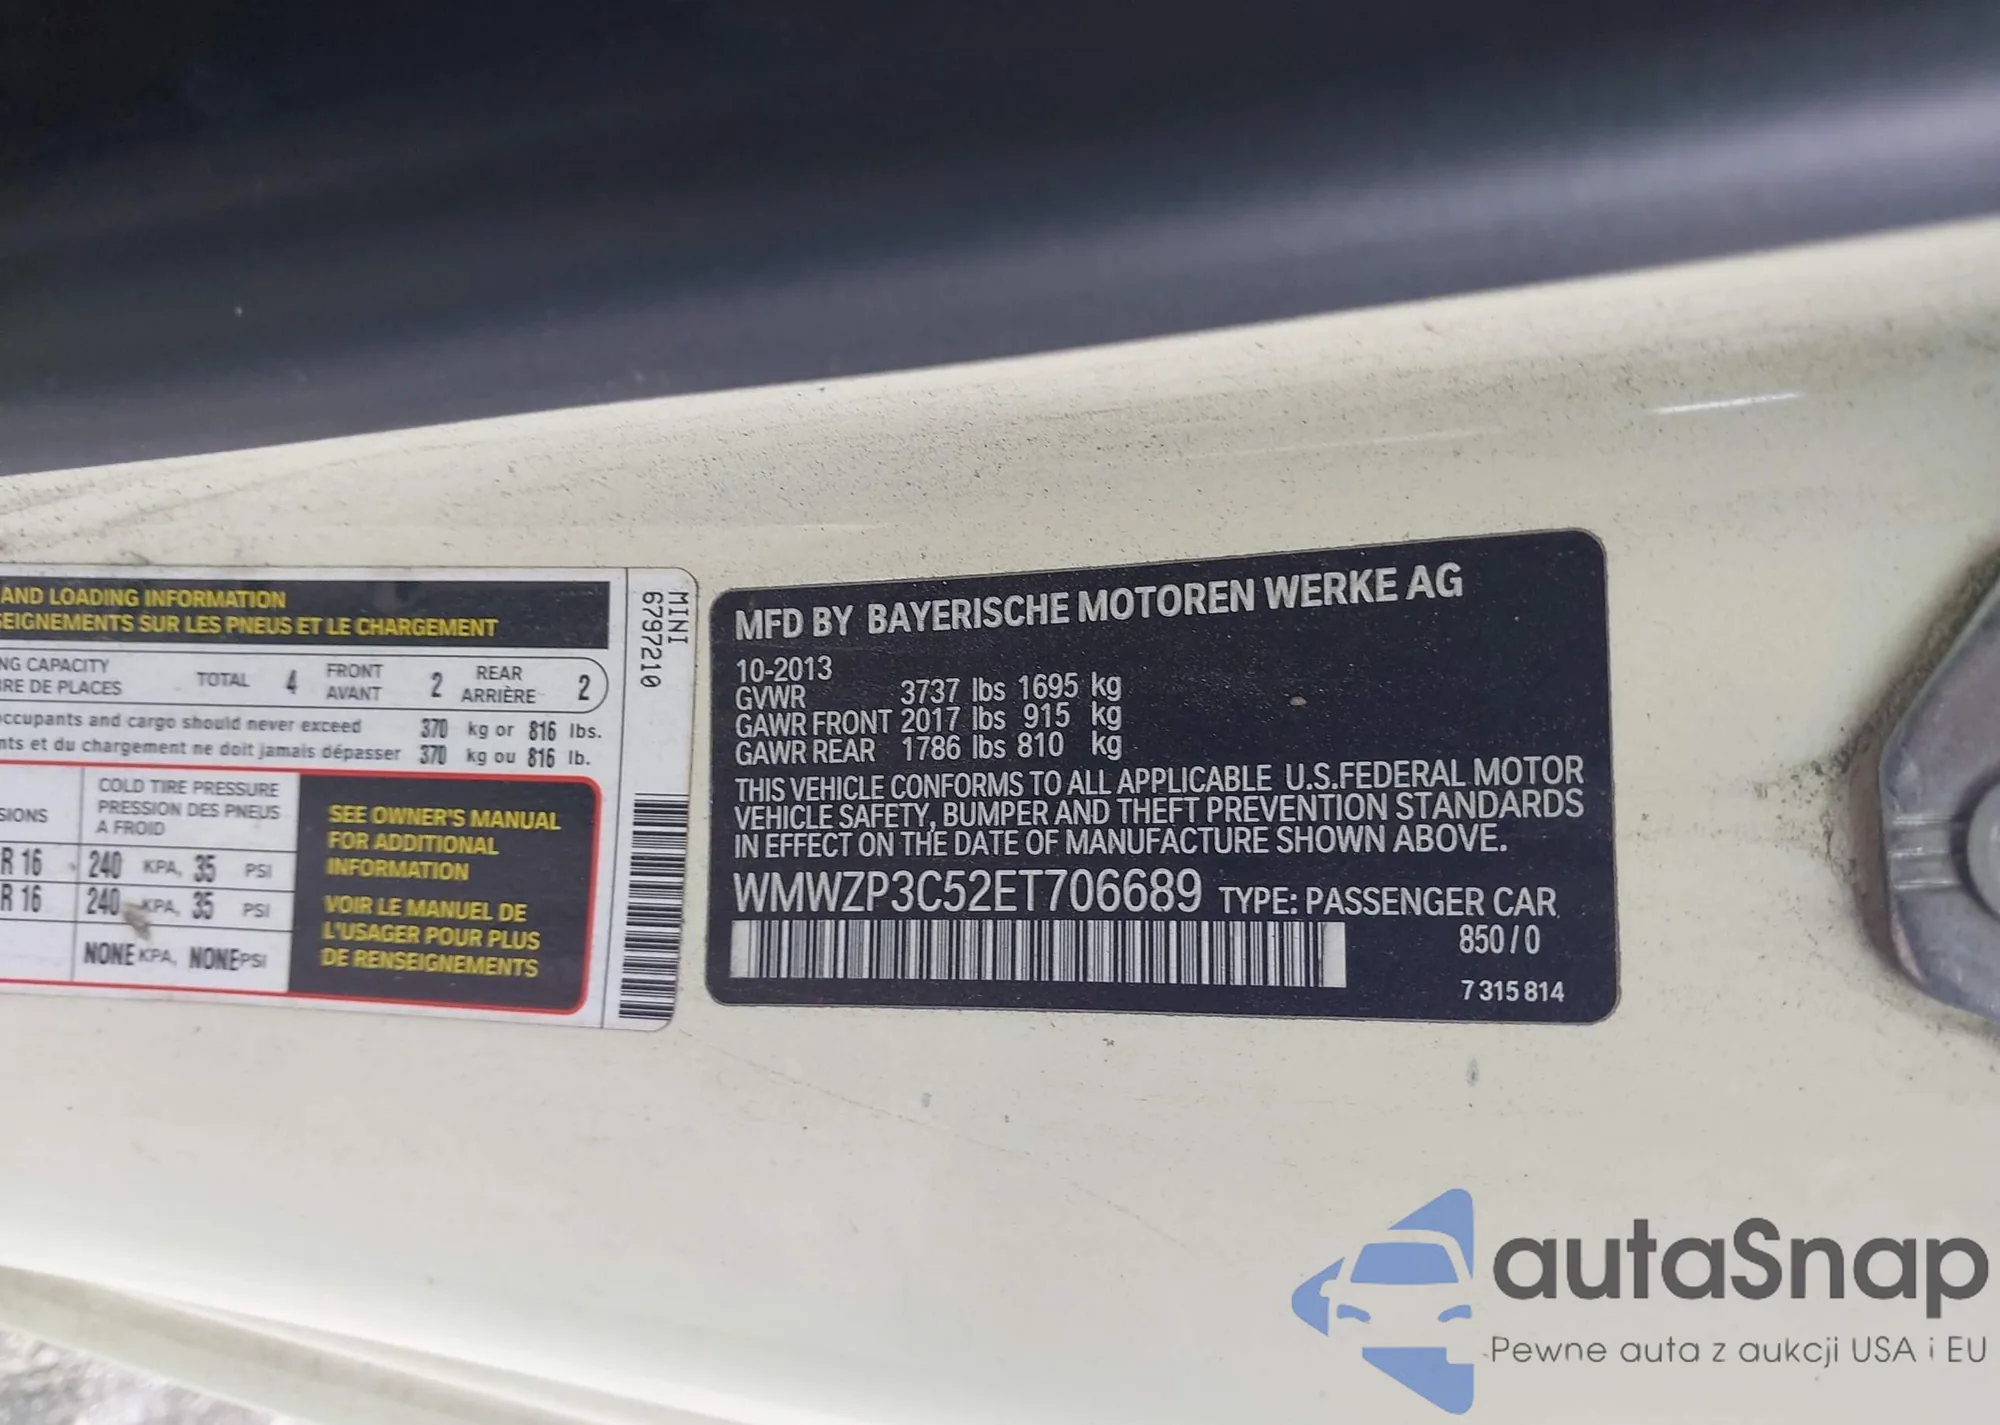 AND LOADING INFORMATION
SEIGNEMENTS SUR LES PNEUS ET LE CHARGEMENT
NG CAPACITY TOTAL 4 FRONT 2 REAR 2
RE DE PLACES AVANT ARRIÈRE
occupants and cargo should never exceed 370 kg or 816 lbs.
nts et du chargement ne doit jamais dépasser 370 kg ou 816 lb.
SIONS
COLD TIRE PRESSURE
PRESSION DES PNEUS
A FROID
R 16 240 KPA, 35 PSI
R 16 240 KPA, 35 PSI
NONE KPA, NONE PSI
SEE OWNER'S MANUAL
FOR ADDITIONAL
INFORMATION
VOIR LE MANUEL DE
L'USAGER POUR PLUS
DE RENSEIGNEMENTS
MINI
6797210
MFD BY BAYERISCHE MOTOREN WERKE AG
10-2013
GVWR 3737 lbs 1695 kg
GAWR FRONT 2017 lbs 915 kg
GAWR REAR 1786 lbs 810 kg
THIS VEHICLE CONFORMS TO ALL APPLICABLE U.S.FEDERAL MOTOR
VEHICLE SAFETY, BUMPER AND THEFT PREVENTION STANDARDS
IN EFFECT ON THE DATE OF MANUFACTURE SHOWN ABOVE.
WMWZP3C52ET706689 TYPE: PASSENGER CAR
850 / 0
7 315 814
autaSnap
Pewne auta z aukcji USA i EU